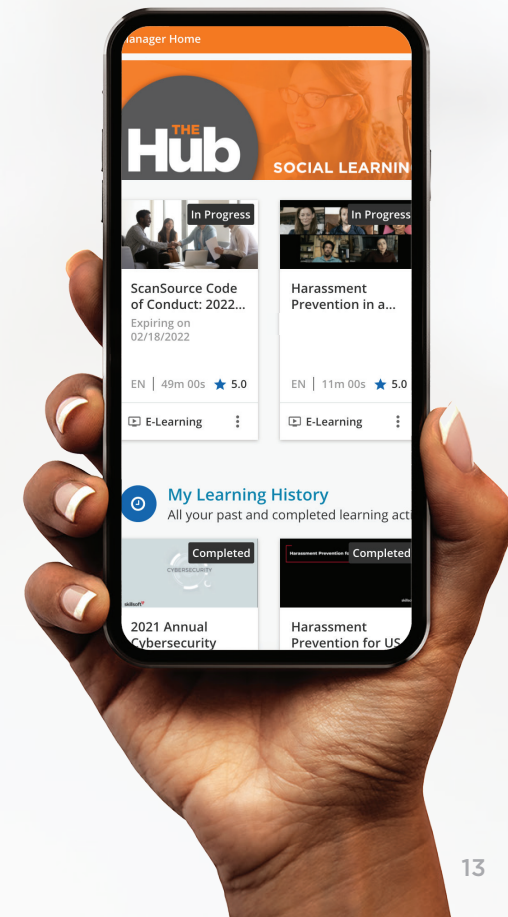 anager Home
THE
Hub
SOCIAL LEARNIN
In Progress
In Progress
ScanSource Code
of Conduct: 2022...
Expiring on
02/18/2022
EN | 49m 00s ★ 5.0
E-Learning
Harassment
Prevention in a...
EN | 11m 00s ★ 5.0
E-Learning
My Learning History
All your past and completed learning acti
Completed
CYBERSECURITY
skillsoft
2021 Annual
Cybersecurity
Harassment Prevention fo
Completed
skillsoft
Harassment
Prevention for US
13